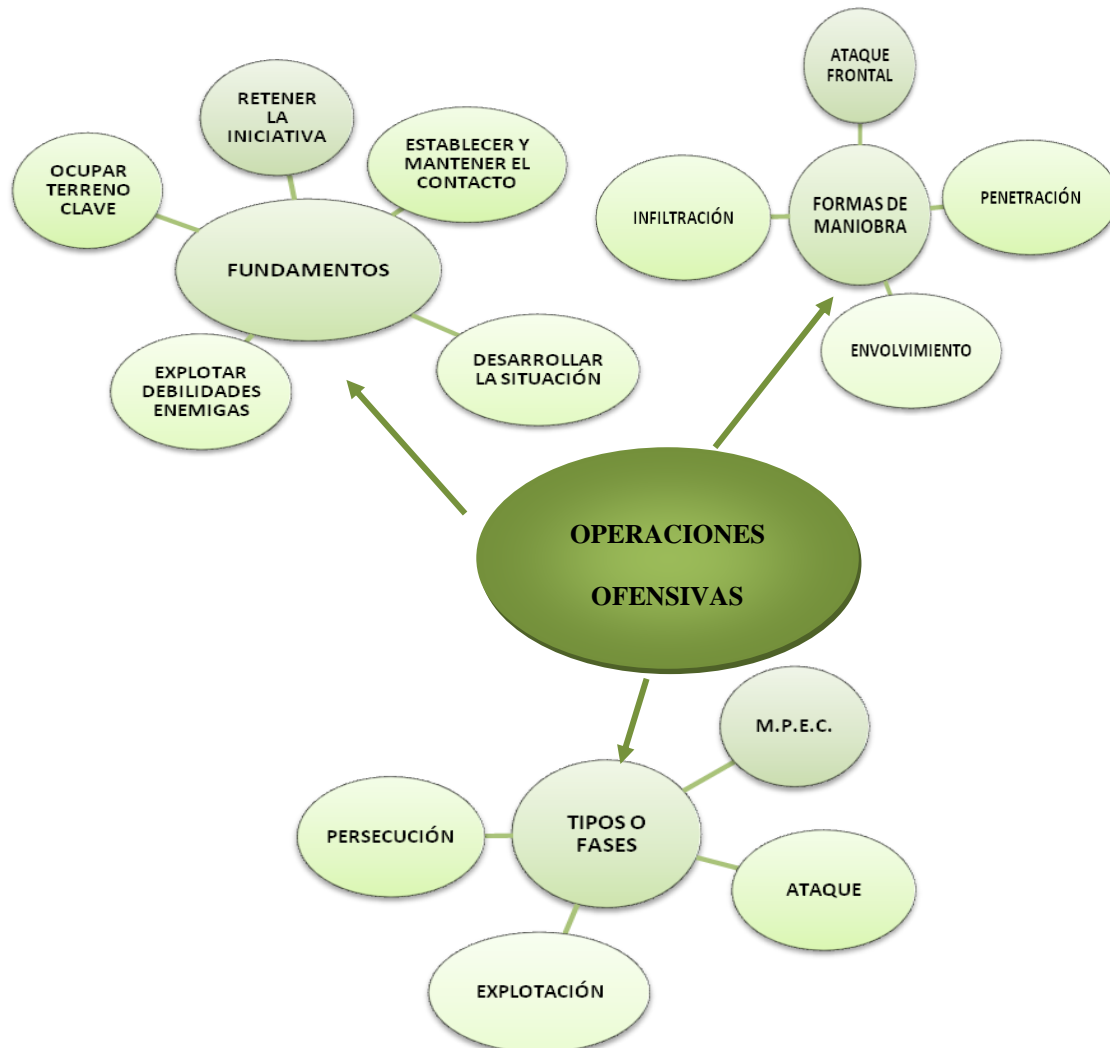 RETENER
LA
INICIATIVA
ESTABLECER Y
MANTENER EL
CONTACTO
OCUPAR
TERRENO
CLAVE
FUNDAMENTOS
EXPLOTAR
DEBILIDADES
ENEMIGAS
DESARROLLAR
LA SITUACIÓN
ATAQUE
FRONTAL
INFILTRACIÓN
FORMAS DE
MANIOBRA
PENETRACIÓN
ENVOLVIMIENTO
OPERACIONES
OFENSIVAS
M.P.E.C.
PERSECUCIÓN
TIPOS O
FASES
ATAQUE
EXPLOTACIÓN